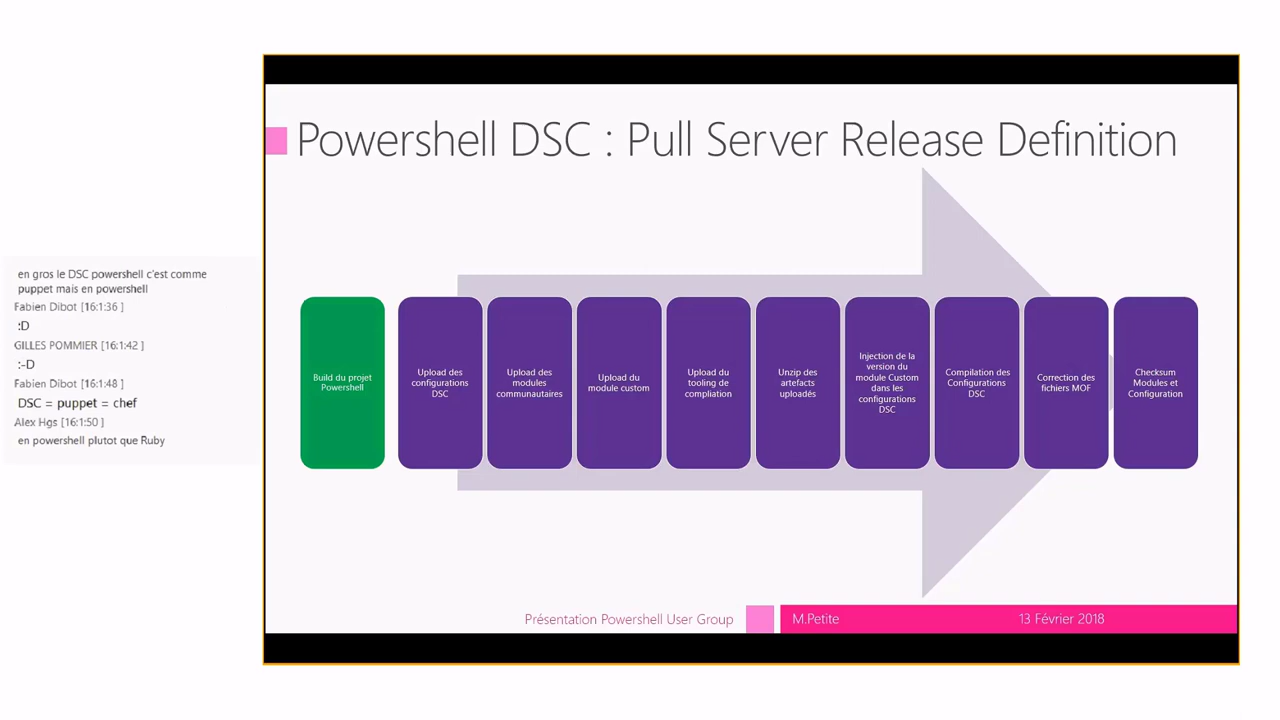 en gros le DSC powershell c'est comme
puppet mais en powershell
Fabien Dibot [16:1:36 ]
:D
GILLES POMMIER [16:1:42 ]
:-D
Fabien Dibot [16:1:48 ]
DSC = puppet = chef
Alex Hgs [16:1:50 ]
en powershell plutot que Ruby
Powershell DSC : Pull Server Release Definition
Build du projet
Powershell
Upload des
configurations
DSC
Upload des
modules
communautaires
Upload du
module custom
Upload du
tooling de
compliation
Unzip des
artefacts
uploadés
Injection de la
version du
module Custom
dans les
configurations
DSC
Compilation des
Configurations
DSC
Correction des
fichiers MOF
Checksum
Modules et
Configuration
Présentation Powershell User Group
M.Petite
13 Février 2018